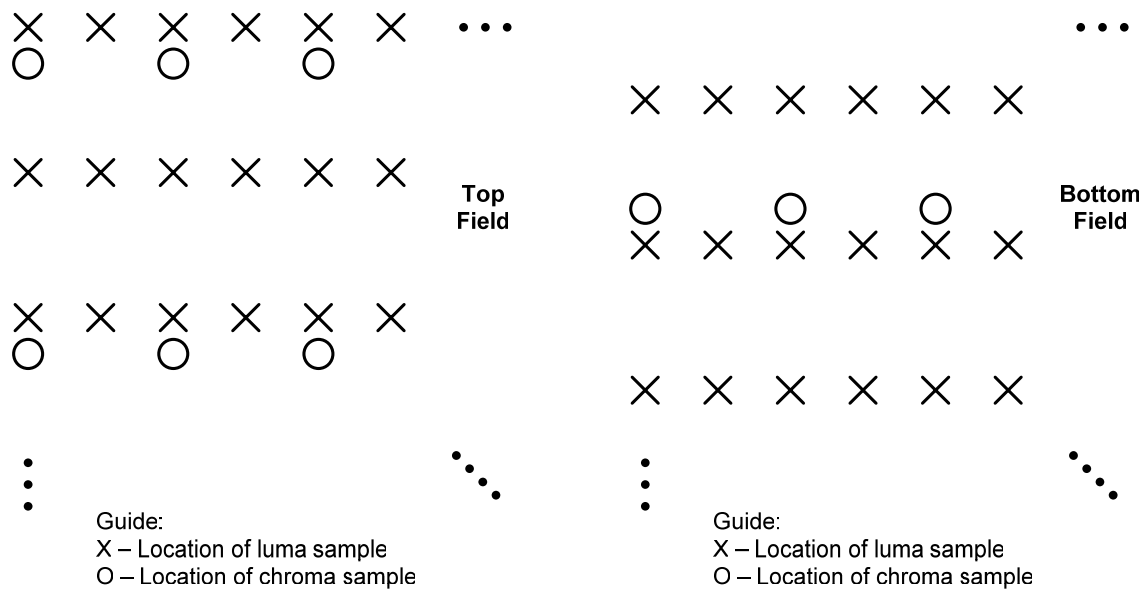 Top
Field
Bottom
Field
Guide:
X – Location of luma sample
O – Location of chroma sample
Guide:
X – Location of luma sample
O – Location of chroma sample